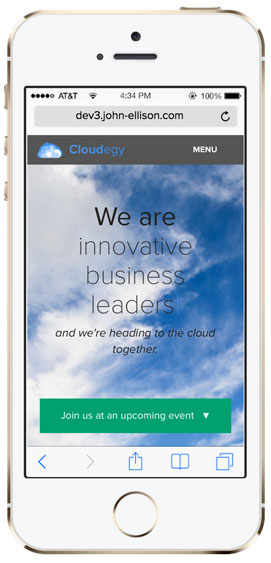 AT&T 4:34 PM 100%
dev3.john-ellison.com
Cloudegy MENU
We are
innovative
business
leaders
and we're heading to the cloud
together.
Join us at an upcoming event ▼